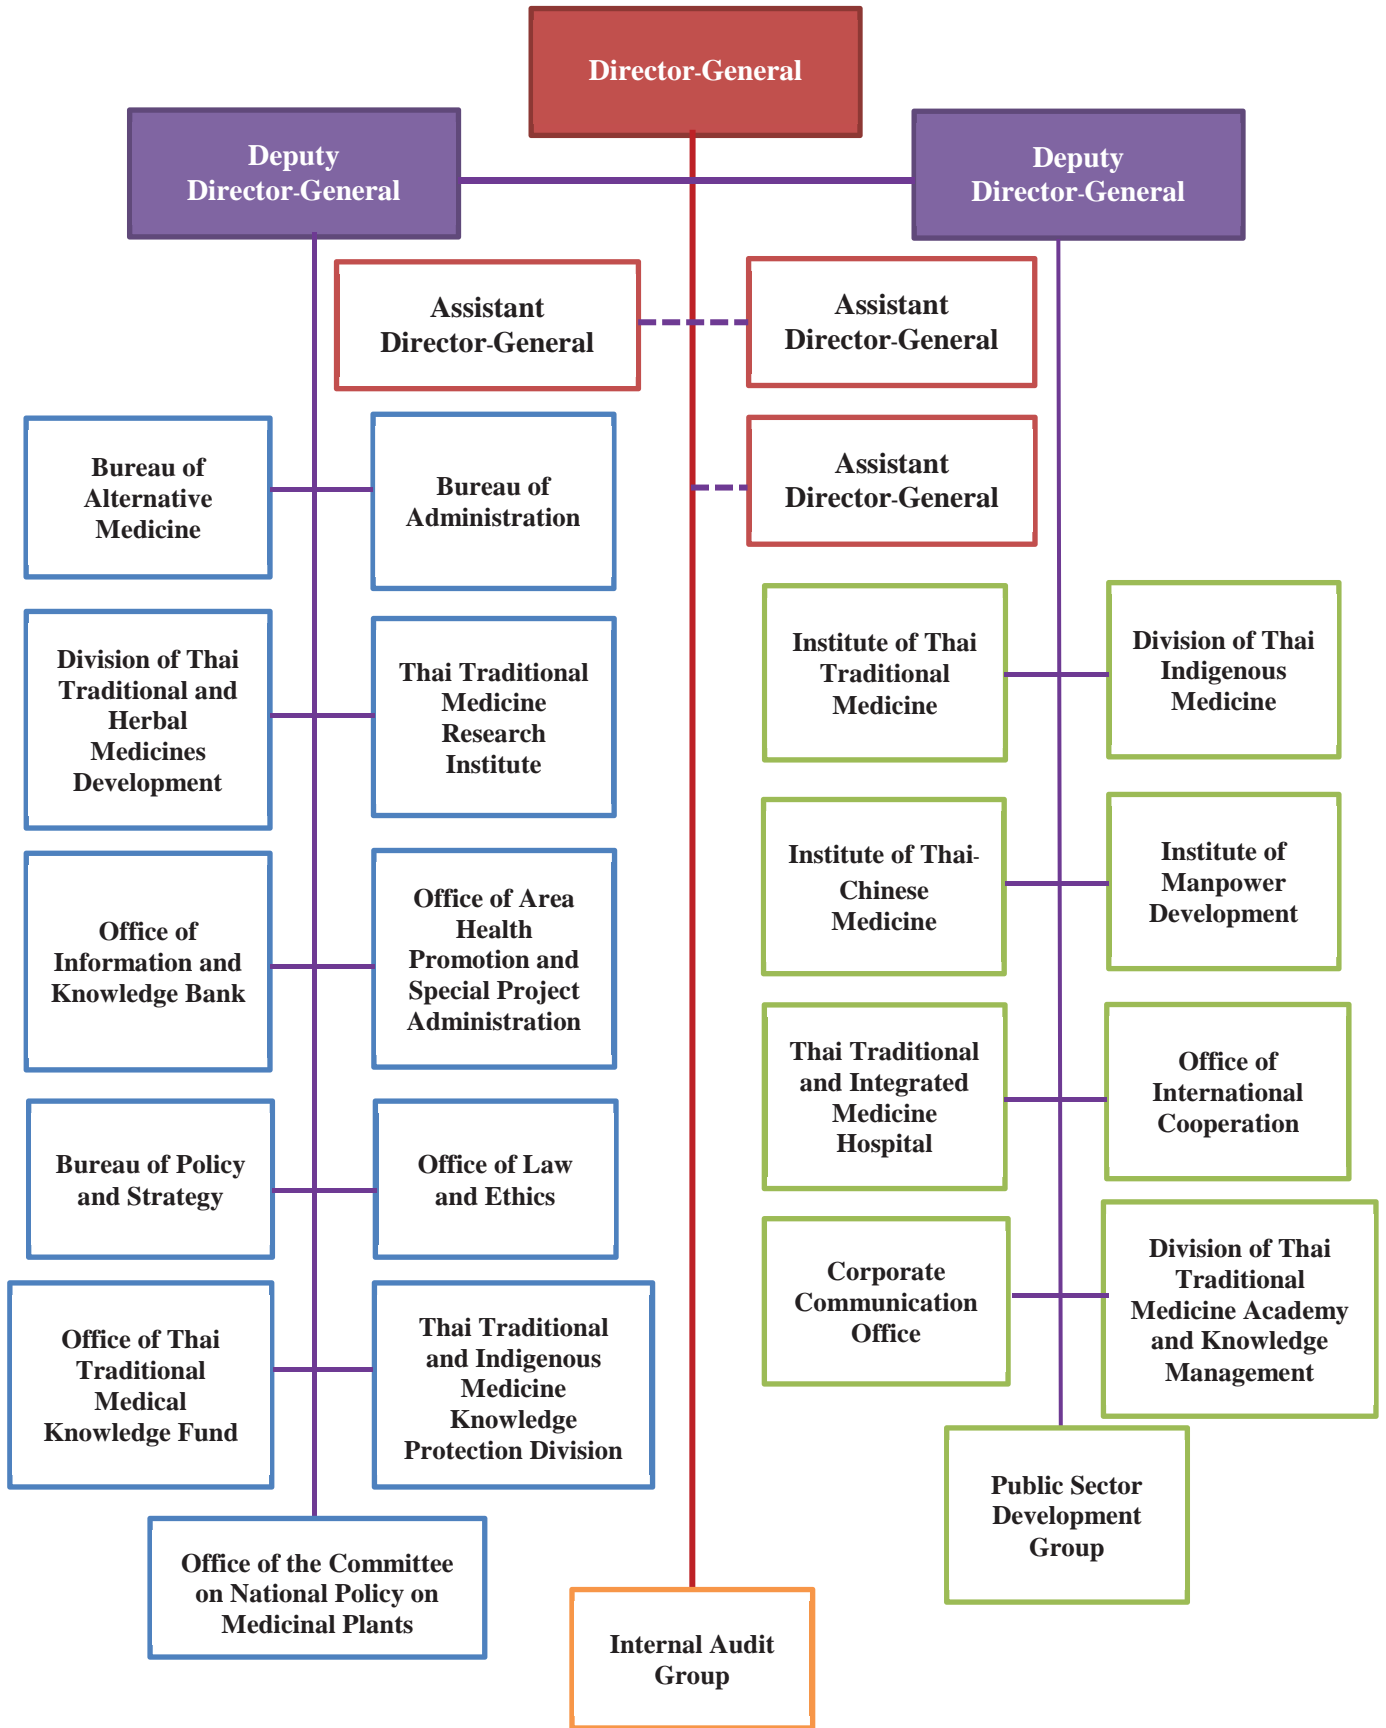 Director-General
Deputy
Director-General
Deputy
Director-General
Assistant
Director-General
Assistant
Director-General
Assistant
Director-General
Bureau of
Alternative
Medicine
Bureau of
Administration
Division of Thai
Traditional and
Herbal
Medicines
Development
Thai Traditional
Medicine
Research
Institute
Office of
Information and
Knowledge Bank
Office of Area
Health
Promotion and
Special Project
Administration
Bureau of Policy
and Strategy
Office of Law
and Ethics
Office of Thai
Traditional
Medical
Knowledge Fund
Thai Traditional
and Indigenous
Medicine
Knowledge
Protection Division
Office of the Committee
on National Policy on
Medicinal Plants
Institute of Thai
Traditional
Medicine
Division of Thai
Indigenous
Medicine
Institute of Thai-
Chinese
Medicine
Institute of
Manpower
Development
Thai Traditional
and Integrated
Medicine
Hospital
Office of
International
Cooperation
Corporate
Communication
Office
Division of Thai
Traditional
Medicine Academy
and Knowledge
Management
Public Sector
Development
Group
Internal Audit
Group